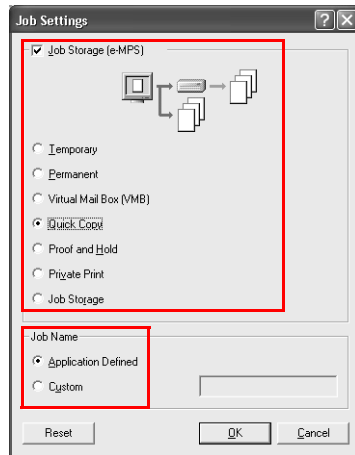 Job Settings
Job Storage (e-MPS)
Temporary
Permanent
Virtual Mail Box (VMB)
Quick Copy
Proof and Hold
Private Print
Job Storage
Job Name
Application Defined
Custom
Reset
OK
Cancel